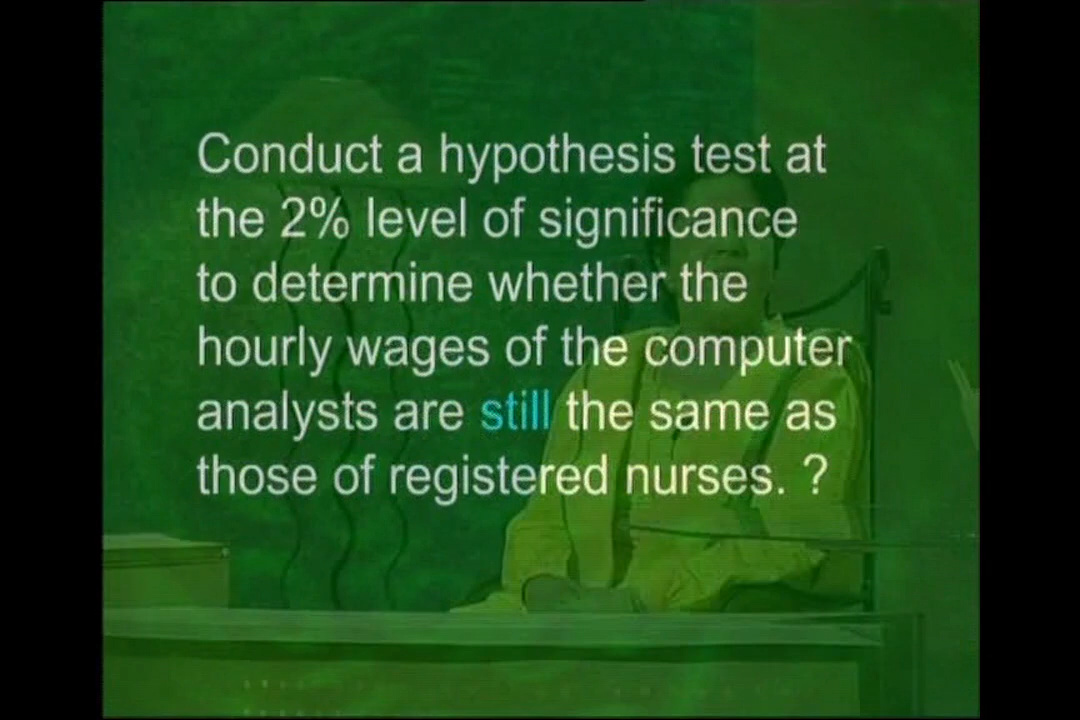 Conduct a hypothesis test at
the 2% level of significance
to determine whether the
hourly wages of the computer
analysts are still the same as
those of registered nurses. ?